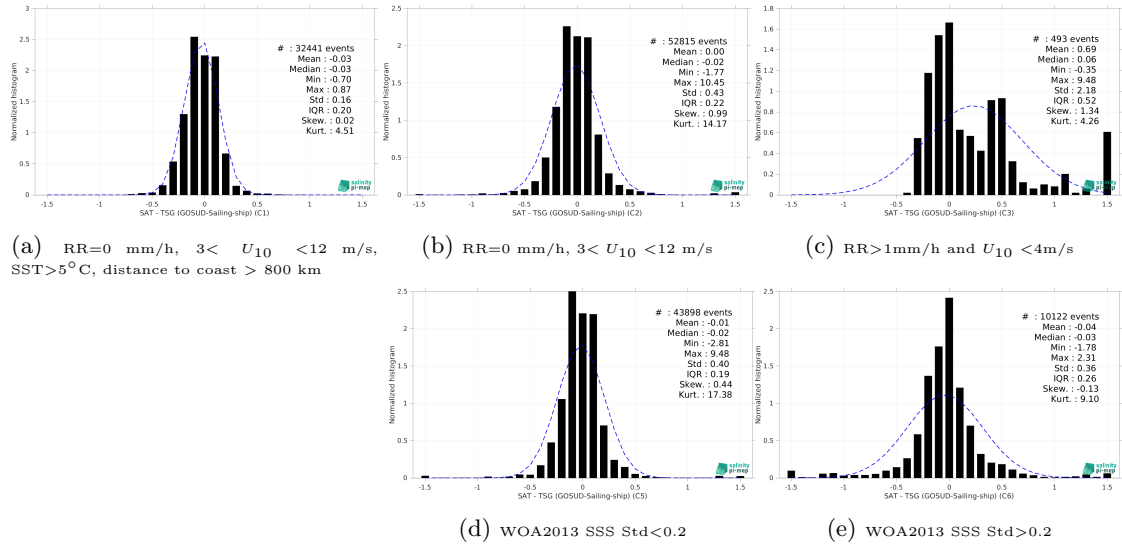 3
2.5
2
1.5
1
0.5
0
Normalized histogram
# : 32441 events
Mean : -0.03
Median : -0.03
Min : -0.70
Max : 0.87
Std : 0.16
IQR : 0.20
Skew. : 0.02
Kurt. : 4.51
salinity
pi-mep
-1.5 -1 -0.5 0 0.5 1 1.5
SAT - TSG (GOSUD-Sailing-ship) (C1)
(a) RR=0 mm/h, 3< U10 <12 m/s,
SST>5°C, distance to coast > 800 km
2.5
2
1.5
1
0.5
0
Normalized histogram
# : 52815 events
Mean : 0.00
Median : -0.02
Min : -1.77
Max : 10.45
Std : 0.43
IQR : 0.22
Skew. : 0.99
Kurt. : 14.17
salinity
pi-mep
-1.5 -1 -0.5 0 0.5 1 1.5
SAT - TSG (GOSUD-Sailing-ship) (C2)
(b) RR=0 mm/h, 3< U10 <12 m/s
1.8
1.6
1.4
1.2
1
0.8
0.6
0.4
0.2
0
Normalized histogram
# : 493 events
Mean : 0.69
Median : 0.06
Min : -0.35
Max : 9.48
Std : 2.18
IQR : 0.52
Skew. : 1.34
Kurt. : 4.26
salinity
pi-mep
-1.5 -1 -0.5 0 0.5 1 1.5
SAT - TSG (GOSUD-Sailing-ship) (C3)
(c) RR>1mm/h and U10 <4m/s
2.5
2
1.5
1
0.5
0
Normalized histogram
# : 43898 events
Mean : -0.01
Median : -0.02
Min : -2.81
Max : 9.48
Std : 0.40
IQR : 0.19
Skew. : 0.44
Kurt. : 17.38
salinity
pi-mep
-1.5 -1 -0.5 0 0.5 1 1.5
SAT - TSG (GOSUD-Sailing-ship) (C5)
(d) WOA2013 SSS Std<0.2
2.5
2
1.5
1
0.5
0
Normalized histogram
# : 10122 events
Mean : -0.04
Median : -0.03
Min : -1.78
Max : 2.31
Std : 0.36
IQR : 0.26
Skew. : -0.13
Kurt. : 9.10
salinity
pi-mep
-1.5 -1 -0.5 0 0.5 1 1.5
SAT - TSG (GOSUD-Sailing-ship) (C6)
(e) WOA2013 SSS Std>0.2